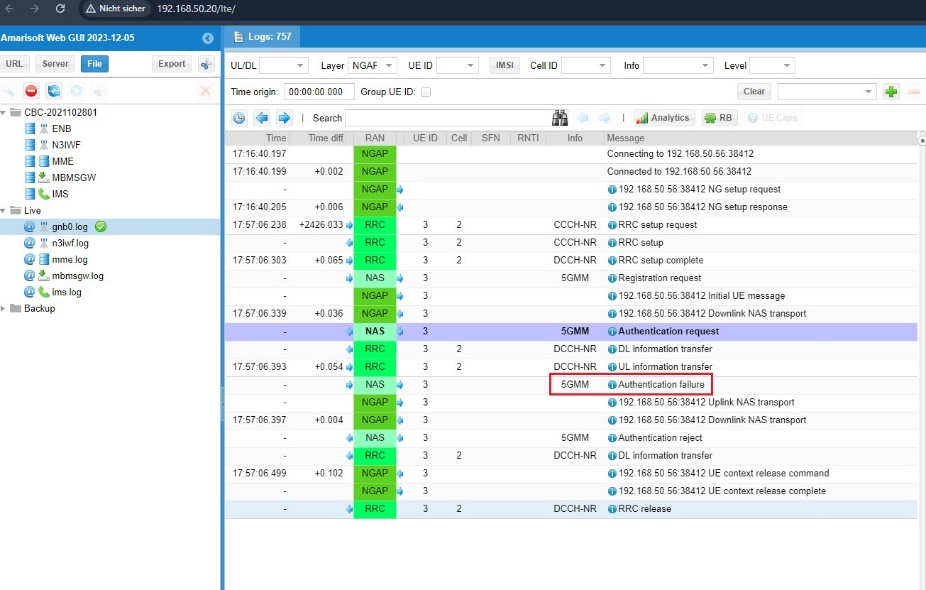 Nicht sicher 192.168.50.20/lte/
Amarisoft Web GUI 2023-12-05
Logs: 757
URL Server File Export
UL/DL Layer NGAF UE ID IMSI Cell ID Info Level
Time origin: 00:00:00.000 Group UE ID: Clear
Search Analytics RB UE Caps
CBC-2021102801
ENB
N3IWF
MME
MBMSGW
IMS
Live
gnb0.log
n3iwf.log
mme.log
mbmsgw.log
ims.log
Backup
Time Time diff RAN UE ID Cell SFN RNTI Info Message
17:16:40.197 NGAP Connecting to 192.168.50.56:38412
17:16:40.199 +0.002 NGAP Connected to 192.168.50.56:38412
- NGAP 192.168.50.56:38412 NG setup request
17:16:40.205 +0.006 NGAP 192.168.50.56:38412 NG setup response
17:57:06.238 +2426.033 RRC 3 2 CCCH-NR RRC setup request
- RRC 3 2 CCCH-NR RRC setup
17:57:06.303 +0.065 RRC 3 2 DCCH-NR RRC setup complete
- NAS 3 5GMM Registration request
- NGAP 3 192.168.50.56:38412 Initial UE message
17:57:06.339 +0.036 NGAP 3 192.168.50.56:38412 Downlink NAS transport
- NAS 3 5GMM Authentication request
- RRC 3 2 DCCH-NR DL information transfer
17:57:06.393 +0.054 RRC 3 2 DCCH-NR UL information transfer
- NAS 3 5GMM Authentication failure
- NGAP 3 192.168.50.56:38412 Uplink NAS transport
17:57:06.397 +0.004 NGAP 3 192.168.50.56:38412 Downlink NAS transport
- NAS 3 5GMM Authentication reject
- RRC 3 2 DCCH-NR DL information transfer
17:57:06.499 +0.102 NGAP 3 192.168.50.56:38412 UE context release command
- NGAP 3 192.168.50.56:38412 UE context release complete
- RRC 3 2 DCCH-NR RRC release